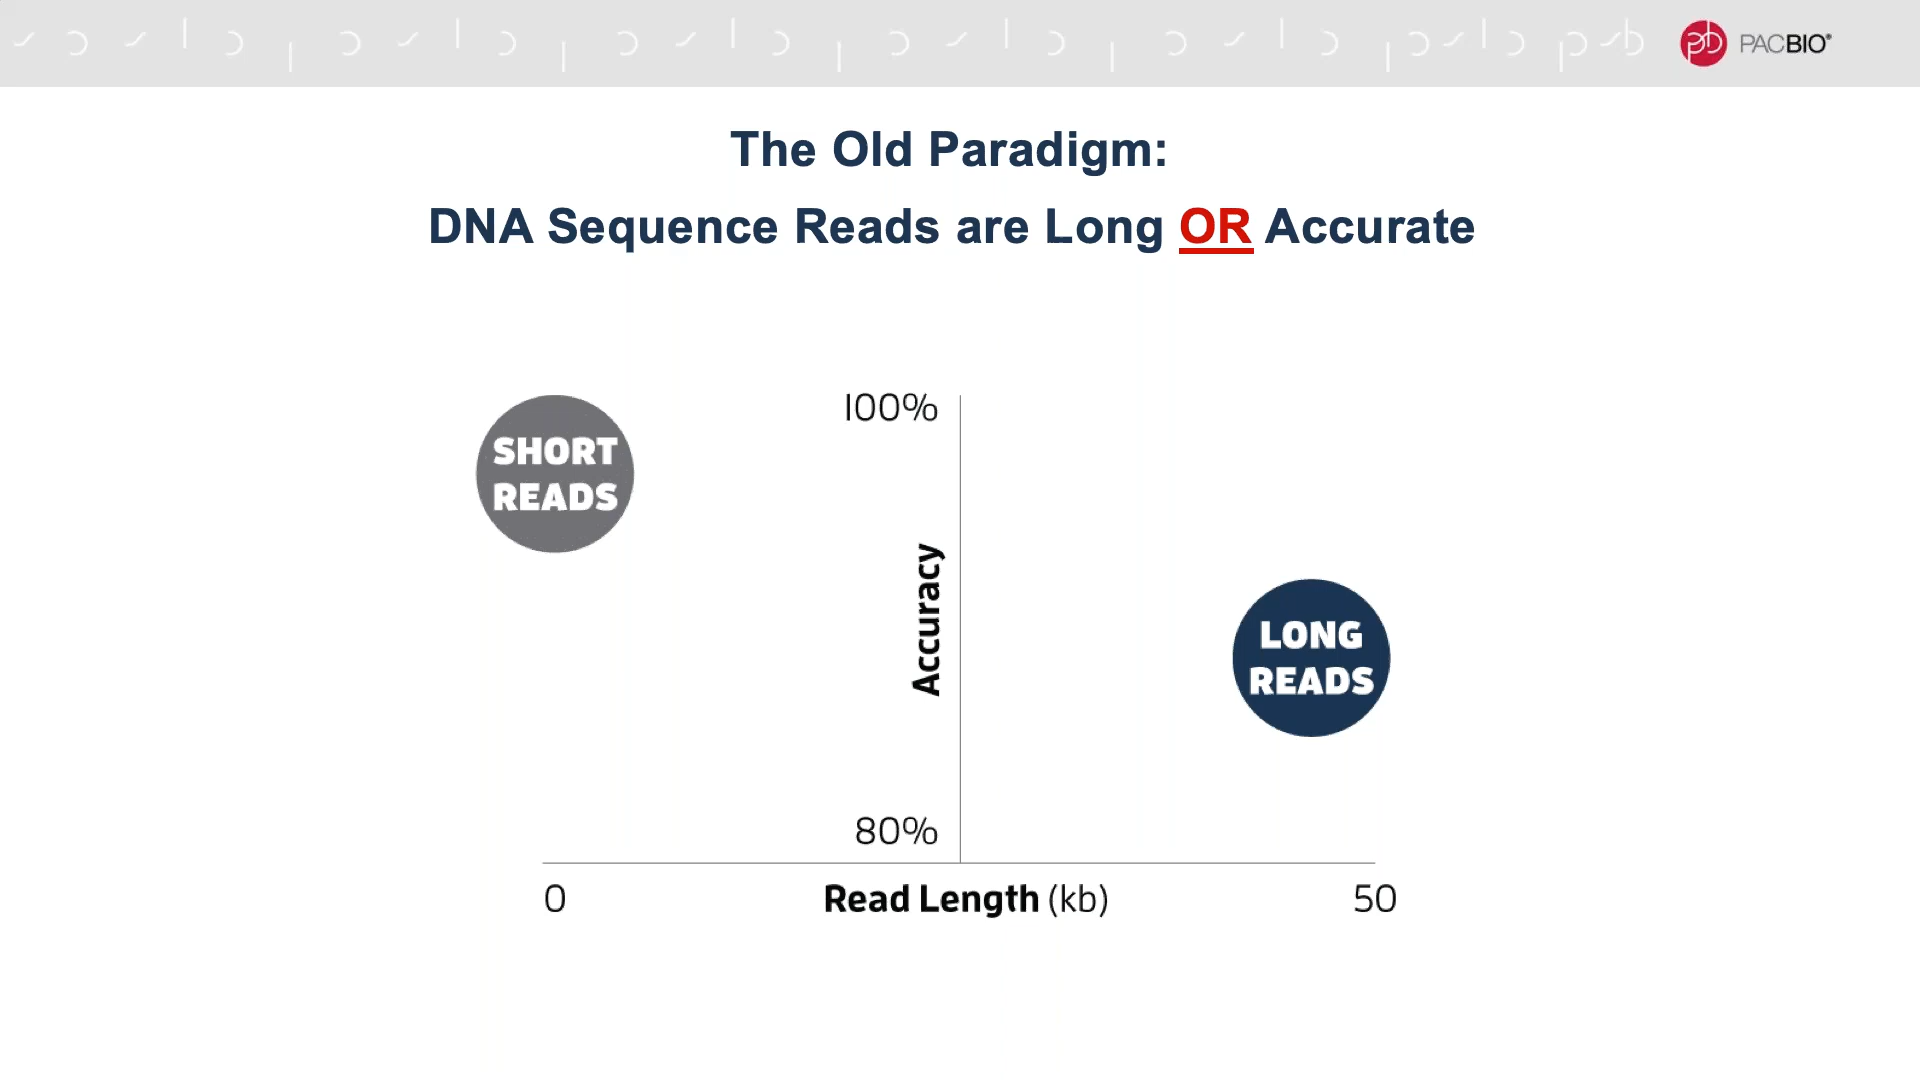 PACBIO®
The Old Paradigm:
DNA Sequence Reads are Long OR Accurate
100%
SHORT
READS
Accuracy
LONG
READS
80%
0
Read Length (kb)
50